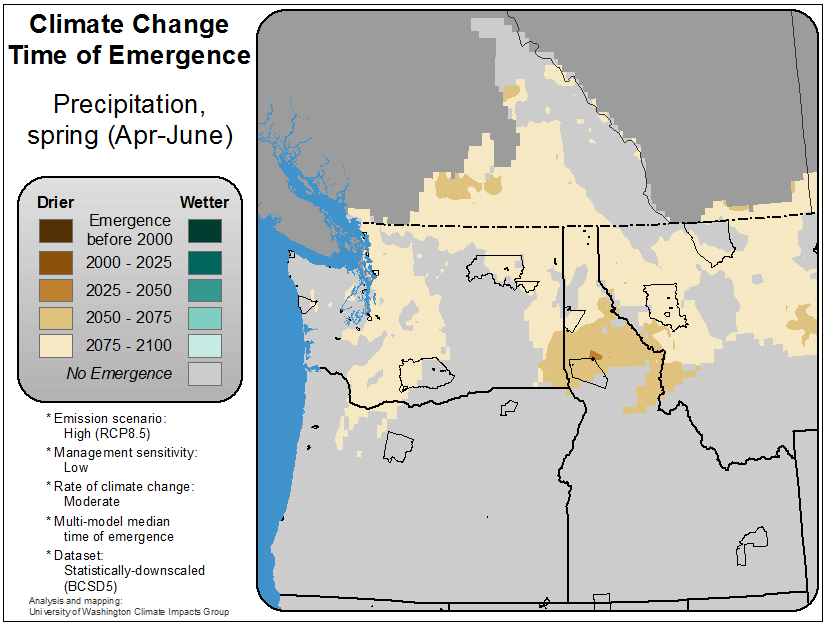 Climate Change
Time of Emergence
Precipitation,
spring (Apr-June)
Drier Wetter
Emergence
before 2000
2000 - 2025
2025 - 2050
2050 - 2075
2075 - 2100
No Emergence
* Emission scenario:
High (RCP8.5)
* Management sensitivity:
Low
* Rate of climate change:
Moderate
* Multi-model median
time of emergence
* Dataset:
Statistically-downscaled
(BCSD5)
Analysis and mapping:
University of Washington Climate Impacts Group